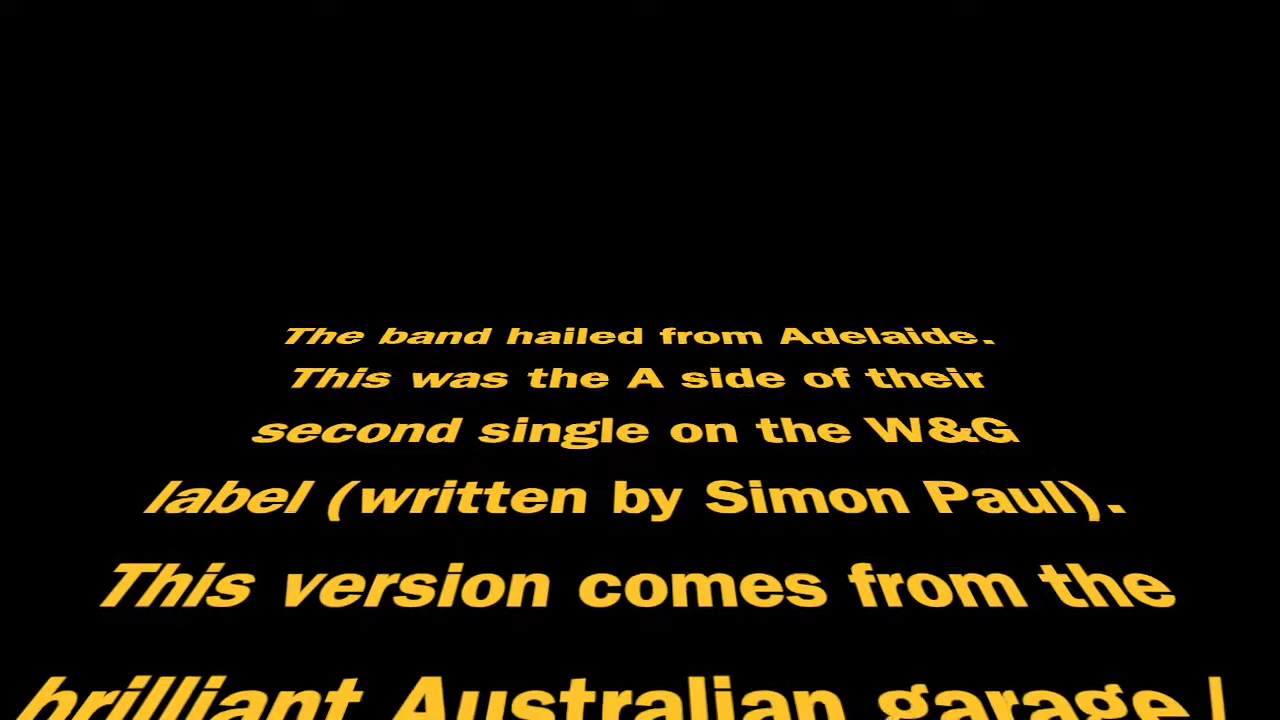 The band hailed from Adelaide.
This was the A side of their
second single on the W&G
label (written by Simon Paul).
This version comes from the
brilliant Australian garage